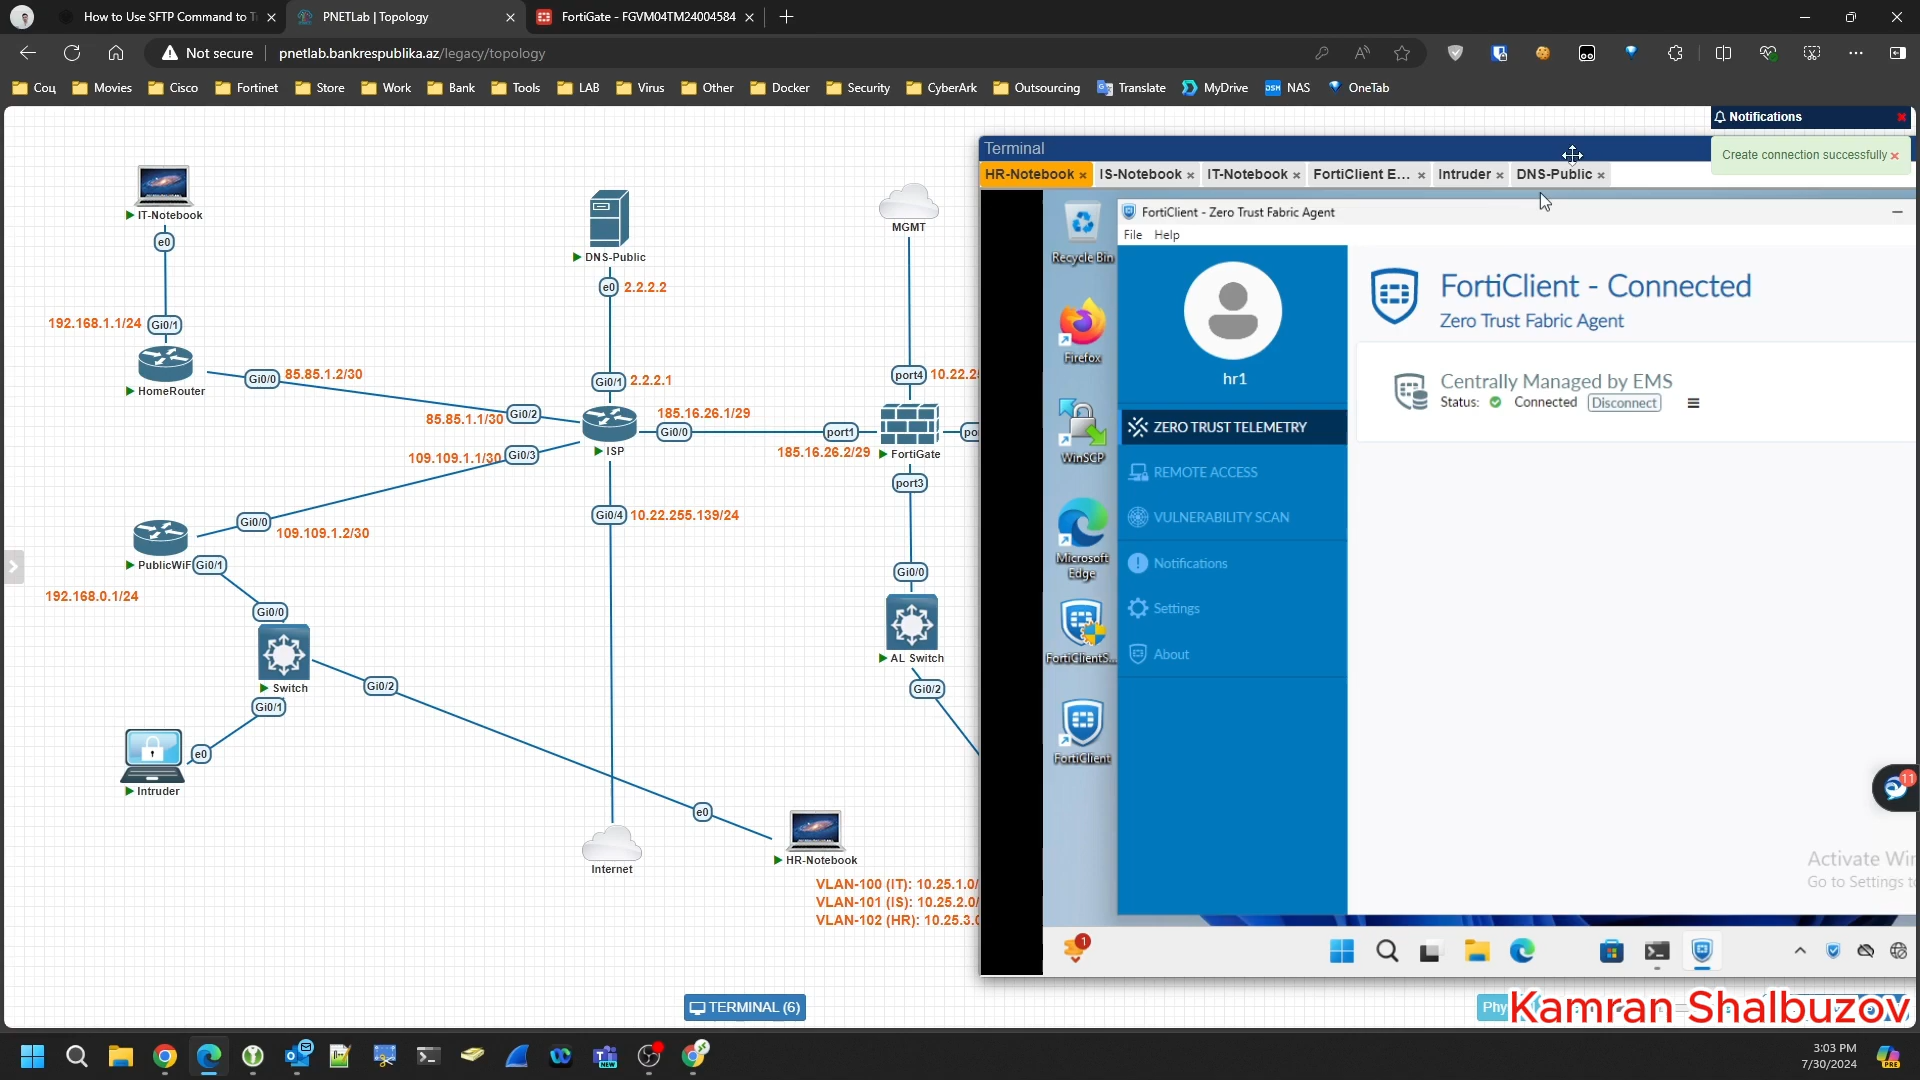 How to Use SFTP Command to T
PNETLab | Topology
FortiGate - FGVM04TM24004584
Not secure
pnetlab.bankrespublika.az/legacy/topology
Соц
Movies
Cisco
Fortinet
Store
Work
Bank
Tools
LAB
Virus
Other
Docker
Security
CyberArk
Outsourcing
Translate
MyDrive
DSM NAS
OneTab
Notifications
Create connection successfully
Terminal
HR-Notebook
IS-Notebook
IT-Notebook
FortiClient E...
Intruder
DNS-Public
FortiClient - Zero Trust Fabric Agent
File Help
Recycle Bin
Firefox
WinSCP
Microsoft
Edge
FortiClientS...
FortiClient
hr1
ZERO TRUST TELEMETRY
REMOTE ACCESS
VULNERABILITY SCAN
Notifications
Settings
About
FortiClient - Connected
Zero Trust Fabric Agent
Centrally Managed by EMS
Status: Connected Disconnect
Activate Wi
Go to Settings t
11
1
IT-Notebook
e0
192.168.1.1/24
Gi0/1
HomeRouter
Gi0/0
85.85.1.2/30
DNS-Public
e0
2.2.2.2
Gi0/1
2.2.2.1
85.85.1.1/30
Gi0/2
ISP
185.16.26.1/29
Gi0/0
109.109.1.1/30
Gi0/3
Gi0/4
10.22.255.139/24
MGMT
port4
10.22.2
port1
185.16.26.2/29
FortiGate
po
port3
Gi0/0
AL Switch
Gi0/2
Gi0/0
109.109.1.2/30
PublicWiF
Gi0/1
192.168.0.1/24
Gi0/0
Switch
Gi0/2
Gi0/1
e0
Intruder
Internet
e0
HR-Notebook
VLAN-100 (IT): 10.25.1.0/
VLAN-101 (IS): 10.25.2.0/
VLAN-102 (HR): 10.25.3.0
TERMINAL (6)
Phy
Kamran Shalbuzov
NEW
3:03 PM
7/30/2024
PRE